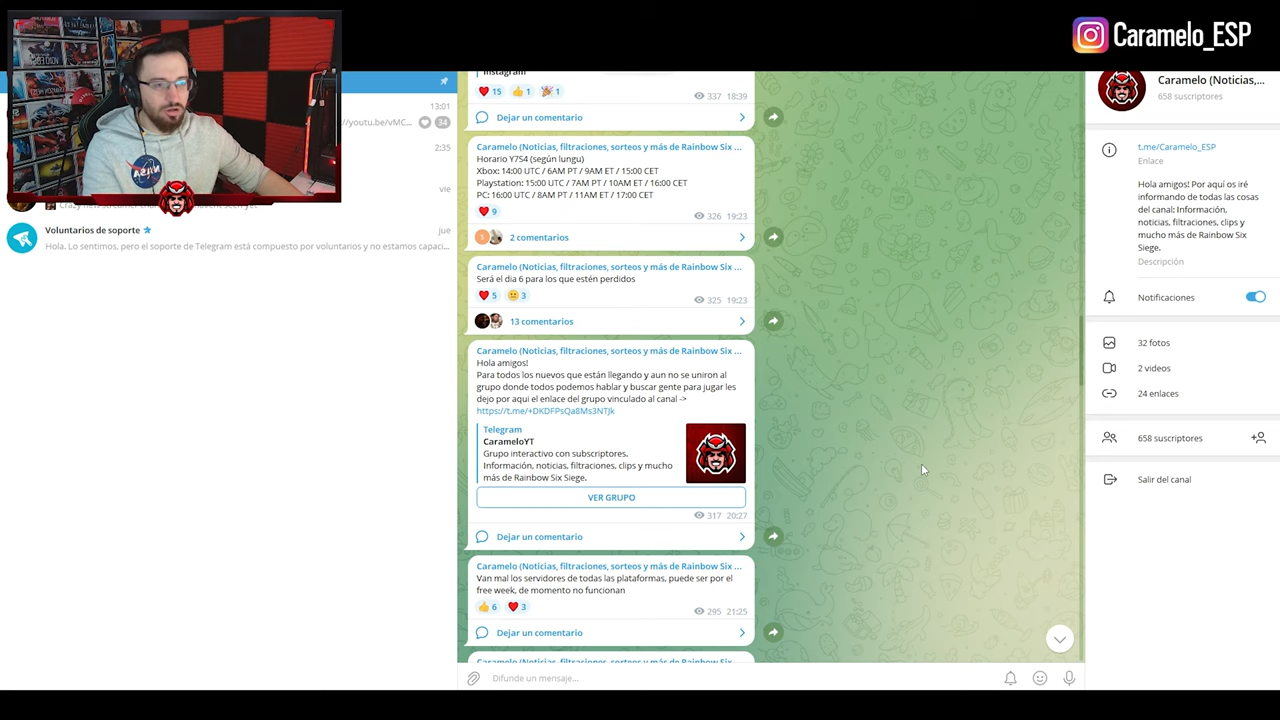 Caramelo_ESP
13:01
//youtu.be/vMC...
34
2:35
vie
jue
Voluntarios de soporte
Hola. Lo sentimos, pero el soporte de Telegram está compuesto por voluntarios y no estamos capaci...
Instagram
15
1
1
337 18:39
Dejar un comentario
Caramelo (Noticias, filtraciones, sorteos y más de Rainbow Six ...
Horario Y7S4 (según lungu)
Xbox: 14:00 UTC / 6AM PT / 9AM ET / 15:00 CET
Playstation: 15:00 UTC / 7AM PT / 10AM ET / 16:00 CET
PC: 16:00 UTC / 8AM PT / 11AM ET / 17:00 CET
9
326 19:23
2 comentarios
Caramelo (Noticias, filtraciones, sorteos y más de Rainbow Six ...
Será el dia 6 para los que estén perdidos
5
3
325 19:23
13 comentarios
Caramelo (Noticias, filtraciones, sorteos y más de Rainbow Six ...
Hola amigos!
Para todos los nuevos que están llegando y aun no se uniron al
grupo donde todos podemos hablar y buscar gente para jugar les
dejo por aqui el enlace del grupo vinculado al canal ->
https://t.me/+DKDFPsQa8Ms3NTJk
Telegram
CarameloYT
Grupo interactivo con subscriptores,
Información, noticias, filtraciones, clips y mucho
más de Rainbow Six Siege.
VER GRUPO
317 20:27
Dejar un comentario
Caramelo (Noticias, filtraciones, sorteos y más de Rainbow Six ...
Van mal los servidores de todas las plataformas, puede ser por el
free week, de momento no funcionan
6
3
295 21:25
Dejar un comentario
Caramelo (Noticias, filtraciones, sorteos y más de Rainbow Six
Difunde un mensaje...
Caramelo (Noticias,...
658 suscriptores
t.me/Caramelo_ESP
Enlace
Hola amigos! Por aquí os iré
informando de todas las cosas
del canal: Información,
noticias, filtraciones, clips y
mucho más de Rainbow Six
Siege.
Descripción
Notificaciones
32 fotos
2 videos
24 enlaces
658 suscriptores
Salir del canal
NASA